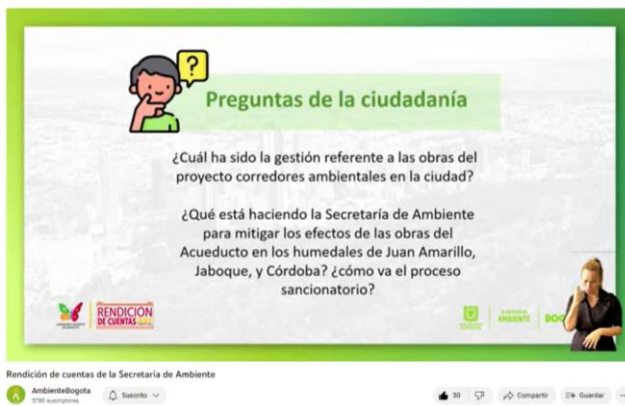 ?
Preguntas de la ciudadanía
¿Cuál ha sido la gestión referente a las obras del
proyecto corredores ambientales en la ciudad?
¿Qué está haciendo la Secretaría de Ambiente
para mitigar los efectos de las obras del
Acueducto en los humedales de Juan Amarillo,
Jaboque, y Córdoba? ¿cómo va el proceso
sancionatorio?
RENDICIÓN
DE CUENTAS
AMBIENTE
BOG
Rendición de cuentas de la Secretaría de Ambiente
AmbienteBogota
Suscrito
30
Compartir
Guardar